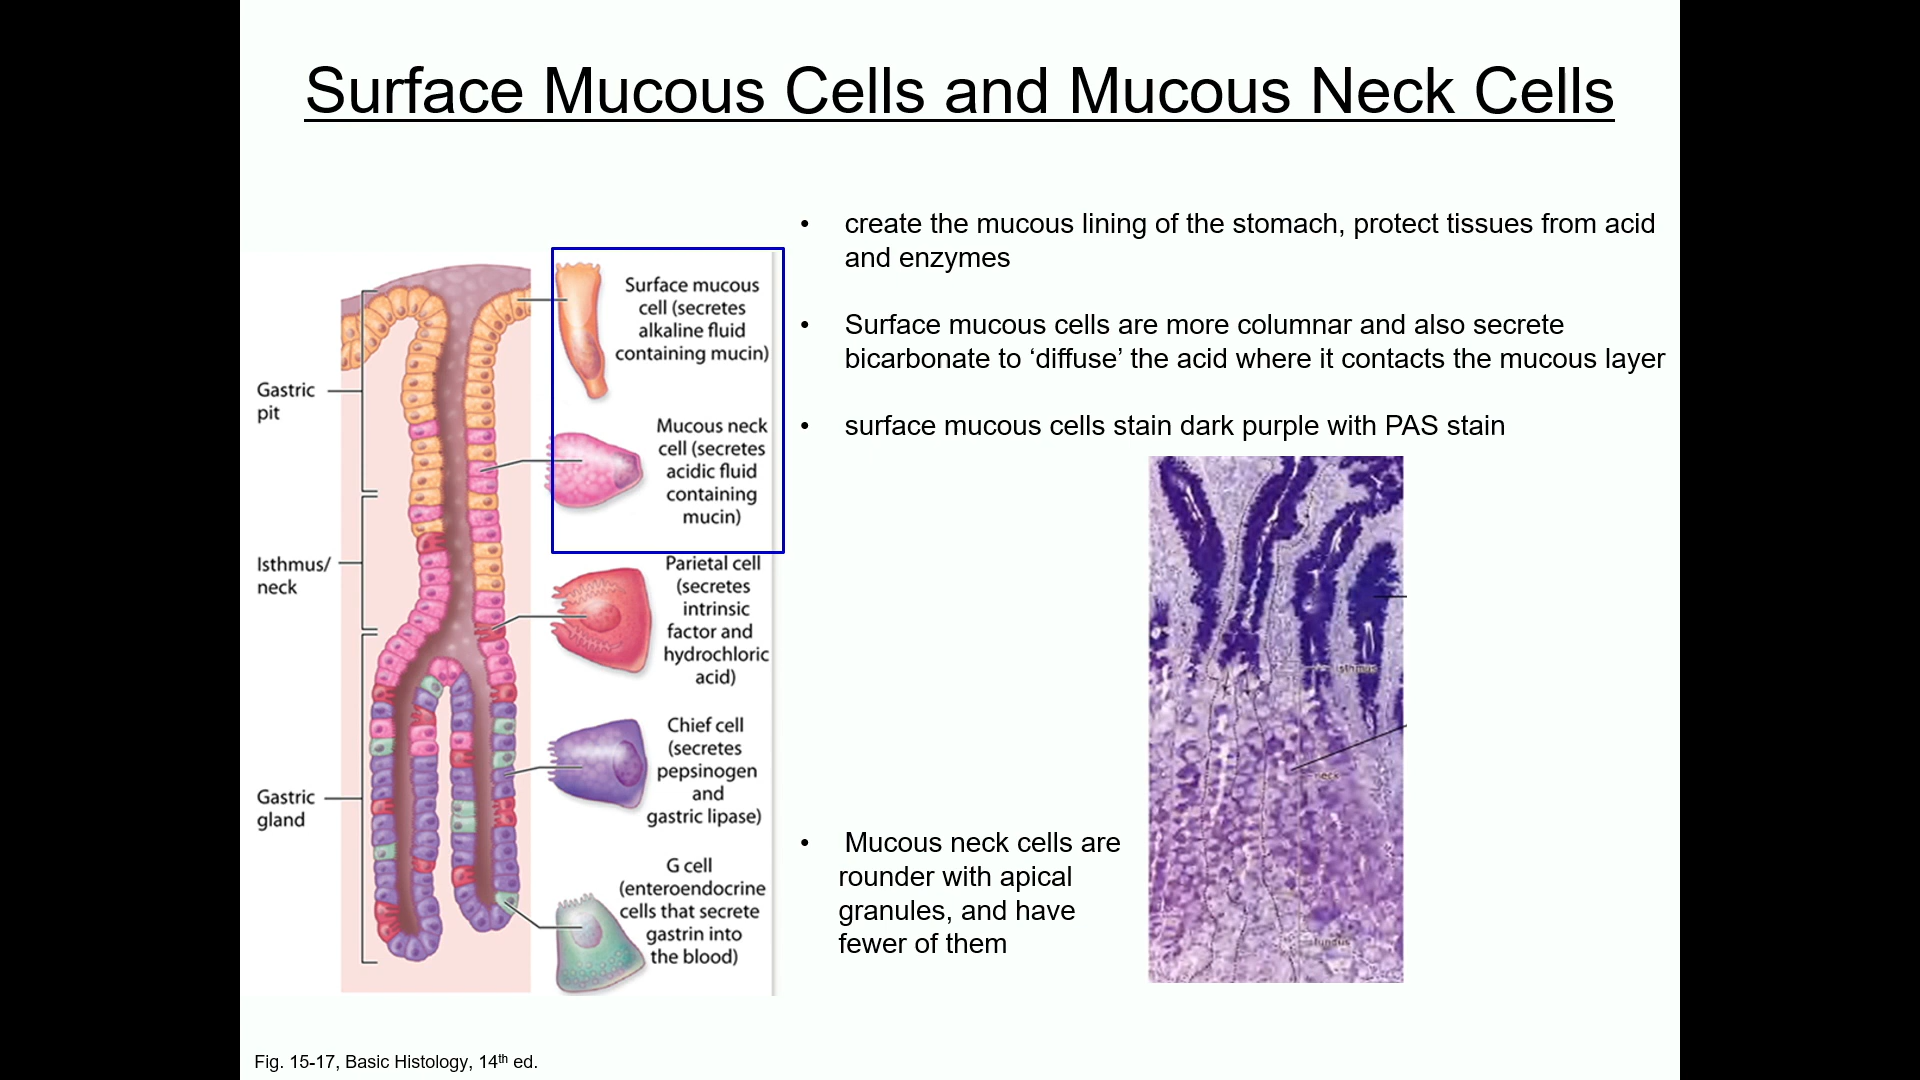 Surface Mucous Cells and Mucous Neck Cells
• create the mucous lining of the stomach, protect tissues from acid
and enzymes
• Surface mucous cells are more columnar and also secrete
bicarbonate to ‘diffuse’ the acid where it contacts the mucous layer
• surface mucous cells stain dark purple with PAS stain
Surface mucous
cell (secretes
alkaline fluid
containing mucin)
Gastric
pit
Mucous neck
cell (secretes
acidic fluid
containing
mucin)
Isthmus/
neck
Parietal cell
(secretes
intrinsic
factor and
hydrochloric
acid)
Chief cell
(secretes
pepsinogen
and
gastric lipase)
Gastric
gland
G cell
(enteroendocrine
cells that secrete
gastrin into
the blood)
isthmus
neck
fundus
• Mucous neck cells are
rounder with apical
granules, and have
fewer of them
Fig. 15-17, Basic Histology, 14th ed.